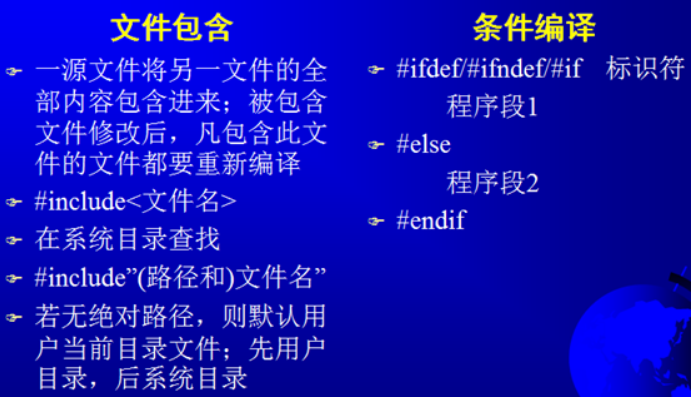 文件包含
☞ 一源文件将另一文件的全
部内容包含进来；被包含
文件修改后，凡包含此文
件的文件都要重新编译
☞ #include<文件名>
☞ 在系统目录查找
☞ #include”(路径和)文件名”
☞ 若无绝对路径，则默认用
户当前目录文件；先用户
目录，后系统目录
条件编译
☞ #ifdef/#ifndef/#if 标识符
程序段1
☞ #else
程序段2
☞ #endif